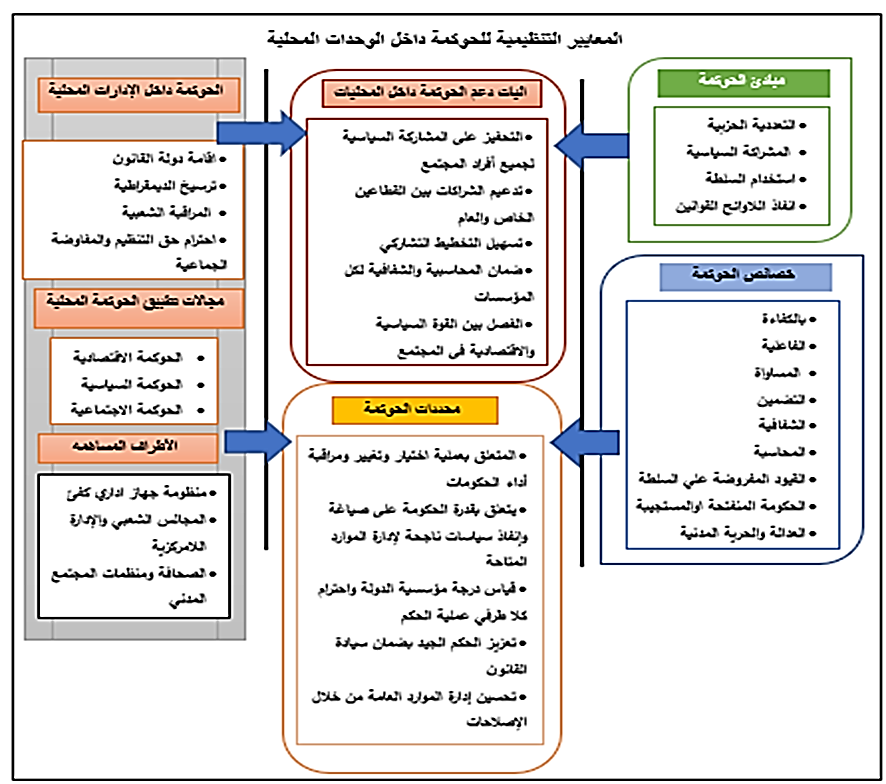 المعايير التنظيمية للحوكمة داخل الوحدات المحلية
مبادئ الحوكمة
• التعددية الحزبية
• المشراكة السياسية
• استخدام السلطة
• انفاذ اللاوائح القوانين
خصائص الحوكمة
• بالكفاءة
• الفاعلية
• المساواة
• التضمين
• الشفافية
• المحاسبة
• القيود المفروضة علي السلطة
• الحكومة المنفتحة اوالمستجيبة
• العدالة والحرية المدنية
اليات دعم الحوكمة داخل المحليات
• التحفيز على المشاركة السياسية
لجميع أفراد المجتمع
• تدعيم الشراكات بين القطاعين
الخاص والعام
• تسهيل التخطيط التشاركي
• ضمان المحاسبية والشفافية لكل
المؤسسات
• الفصل بين القوة السياسية
والاقتصادية فى المجتمع
محددات الحوكمة
• المتعلق بعملية اختيار وتغيير ومراقبة
أداء الحكومات
• يتعلق بقدرة الحكومة على صياغة
وإنفاذ سياسات ناجحة لإدارة الموارد
المتاحة
• قياس درجة مؤسسية الدولة واحترام
كلا طرفي عملية الحكم
• تعزيز الحكم الجيد بضمان سيادة
القانون
• تحسين إدارة الموارد العامة من خلال
الإصلاحات
الحوكمة داخل الإدارات المحلية
• اقامة دولة القانون
• ترسيخ الديمقراطية
• المراقبة الشعبية
• احترام حق التنظيم والمفاوضة
الجماعية
مجالات تطبيق الحوكمة المحلية
• الحوكمة الاقتصادية
• الحوكمة السياسية
• الحوكمة الاجتماعية
الأطراف المساهمه
• منظومة جهاز اداري كفئ
• المجالس الشعبي والإدارة
اللامركزية
• الصحافة ومنظمات المجتمع
المدني